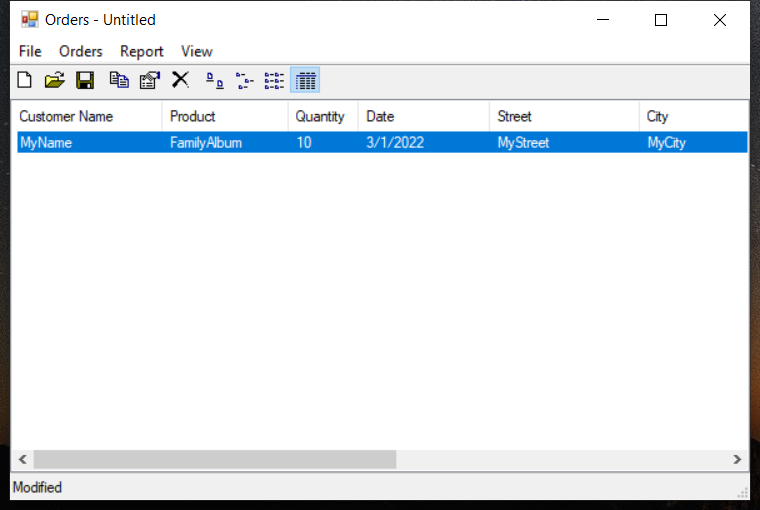 Orders - Untitled
File Orders Report View
Customer Name Product Quantity Date Street City
MyName FamilyAlbum 10 3/1/2022 MyStreet MyCity
Modified